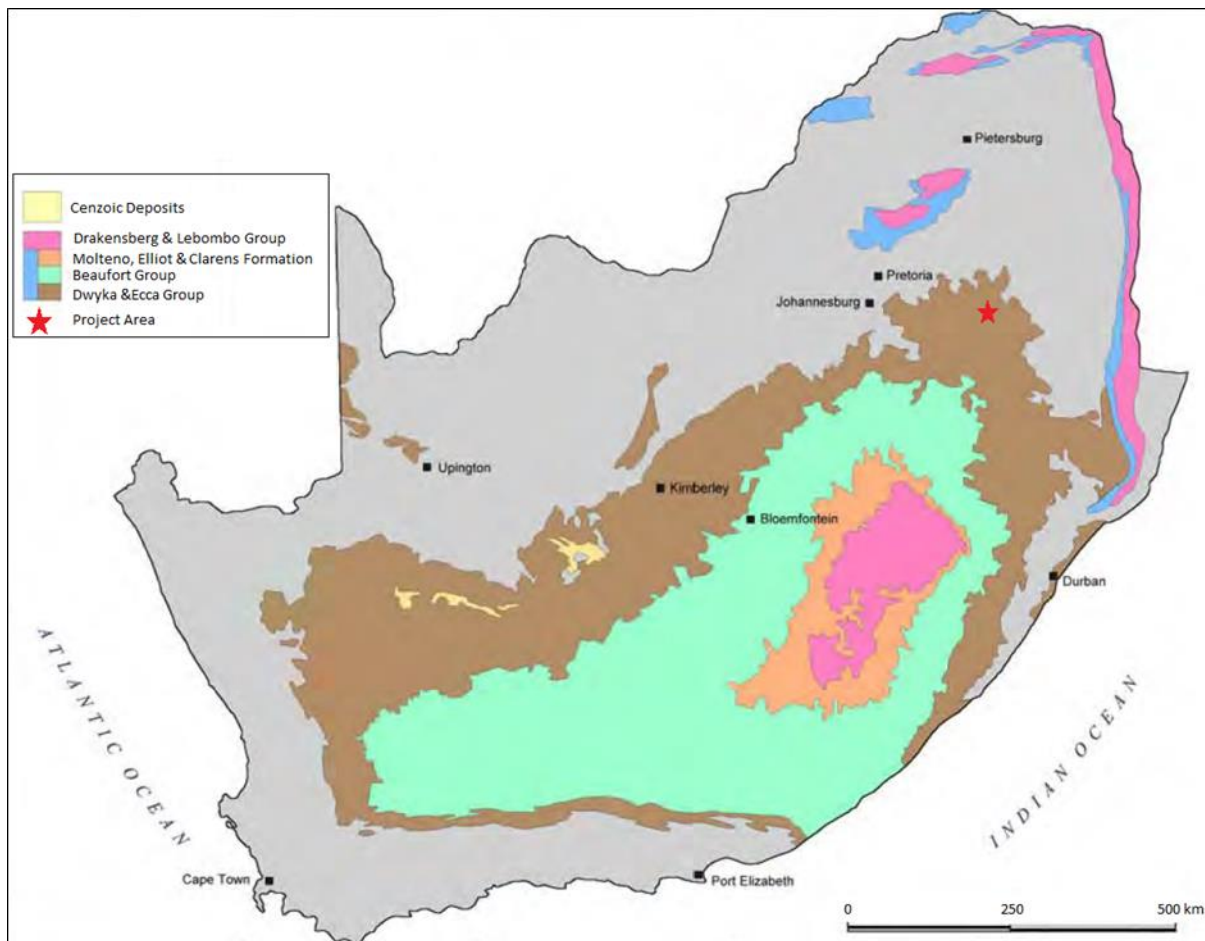 Pietersburg
Cenzoic Deposits
Drakensberg & Lebombo Group
Molteno, Elliot & Clarens Formation
Beaufort Group
Dwyka &Ecca Group
Project Area
Pretoria
Johannesburg
Upington
Kimberley
Bloemfontein
Durban
ATLANTIC OCEAN
INDIAN OCEAN
Cape Town
Port Elizabeth
0 250 500 km